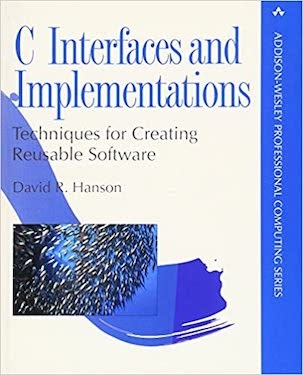 C Interfaces and
Implementations
Techniques for Creating
Reusable Software
David R. Hanson
ADDISON-WESLEY PROFESSIONAL COMPUTING SERIES